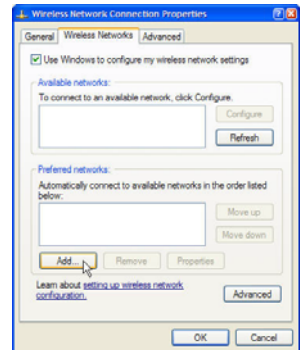 Wireless Network Connection Properties
General Wireless Networks Advanced
Use Windows to configure my wireless network settings
Available networks:
To connect to an available network, click Configure.
Configure
Refresh
Preferred networks:
Automatically connect to available networks in the order listed
below:
Move up
Move down
Add... Remove Properties
Learn about setting up wireless network
configuration.
Advanced
OK Cancel